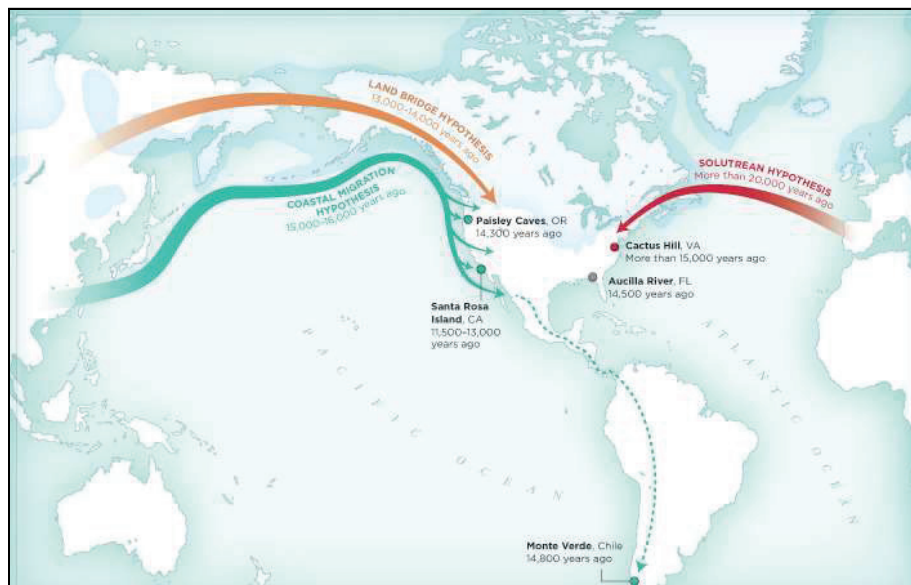 LAND BRIDGE HYPOTHESIS
13,000–14,000 years ago
COASTAL MIGRATION
HYPOTHESIS
15,000–16,000 years ago
SOLUTREAN HYPOTHESIS
More than 20,000
years ago
Paisley Caves, OR
14,300 years ago
Cactus Hill, VA
More than 15,000 years ago
Aucilla River, FL
14,500 years ago
Santa Rosa
Island, CA
11,500–13,000
years ago
PACIFIC OCEAN
ATLANTIC OCEAN
Monte Verde, Chile
14,800 years ago